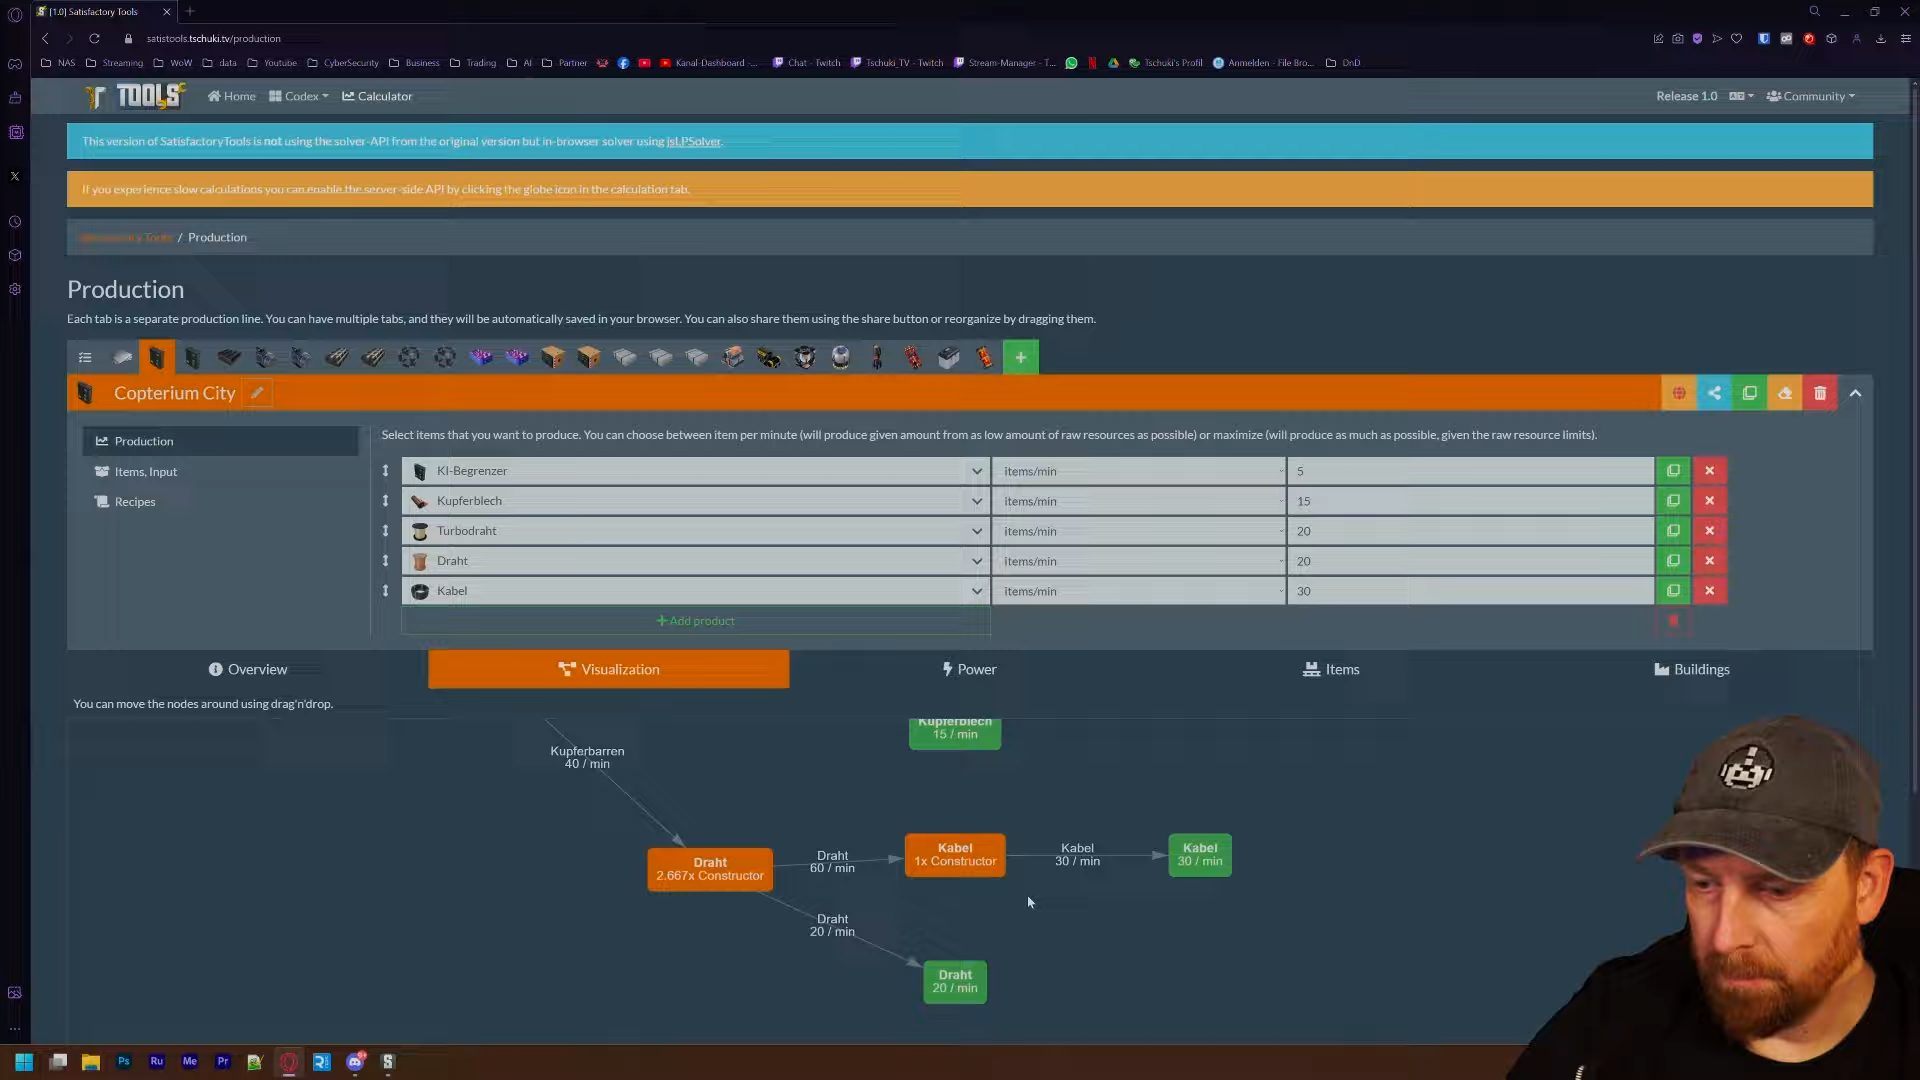 [1.0] Satisfactory Tools
satistools.tschuki.tv/production
NAS Streaming WoW data Youtube CyberSecurity Business Trading AI Partner Kanal-Dashboard -... Chat - Twitch Tschuki_TV - Twitch Stream-Manager - T... Tschuki's Profil Anmelden - File Bro... DnD
TOOLS Home Codex Calculator Release 1.0 Community
This version of SatisfactoryTools is not using the solver-API from the original version but in-browser solver using jsLPSolver.
If you experience slow calculations you can enable the server-side API by clicking the globe icon in the calculation tab.
Satisfactory Tools / Production
Production
Each tab is a separate production line. You can have multiple tabs, and they will be automatically saved in your browser. You can also share them using the share button or reorganize by dragging them.
Copterium City
Production
Items, Input
Recipes
Select items that you want to produce. You can choose between item per minute (will produce given amount from as low amount of raw resources as possible) or maximize (will produce as much as possible, given the raw resource limits).
KI-Begrenzer items/min 5
Kupferblech items/min 15
Turbodraht items/min 20
Draht items/min 20
Kabel items/min 30
+ Add product
Overview Visualization Power Items Buildings
You can move the nodes around using drag'n'drop.
Kupferblech
15 / min
Kupferbarren
40 / min
Draht
2.667x Constructor
Draht
60 / min
Kabel
1x Constructor
Kabel
30 / min
Kabel
30 / min
Draht
20 / min
Draht
20 / min
Ps Ru Me Pr